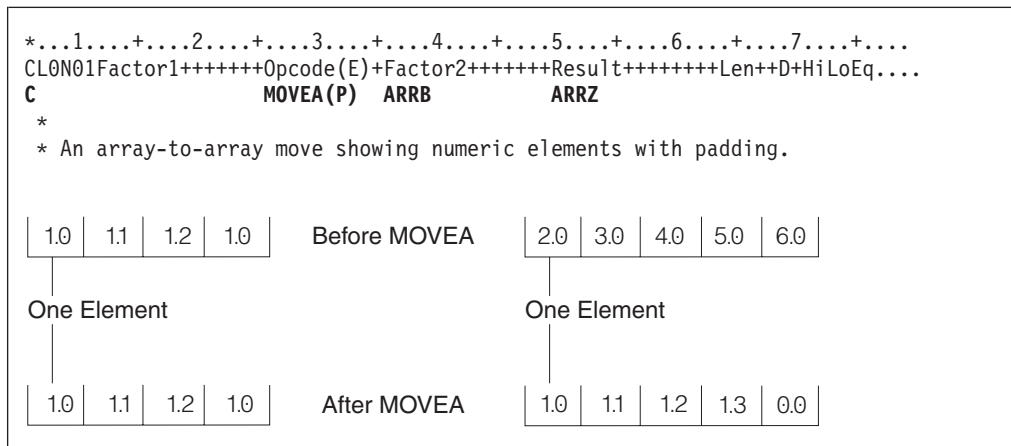 *...1....+....2....+....3....+....4....+....5....+....6....+....7....+....
CL0N01Factor1+++++++Opcode(E)+Factor2+++++++Result++++++++Len++D+HiLoEq....
C                   MOVEA(P)  ARRB          ARRZ
*
* An array-to-array move showing numeric elements with padding.
1.0 1.1 1.2 1.0 Before MOVEA 2.0 3.0 4.0 5.0 6.0
One Element One Element
1.0 1.1 1.2 1.0 After MOVEA 1.0 1.1 1.2 1.3 0.0